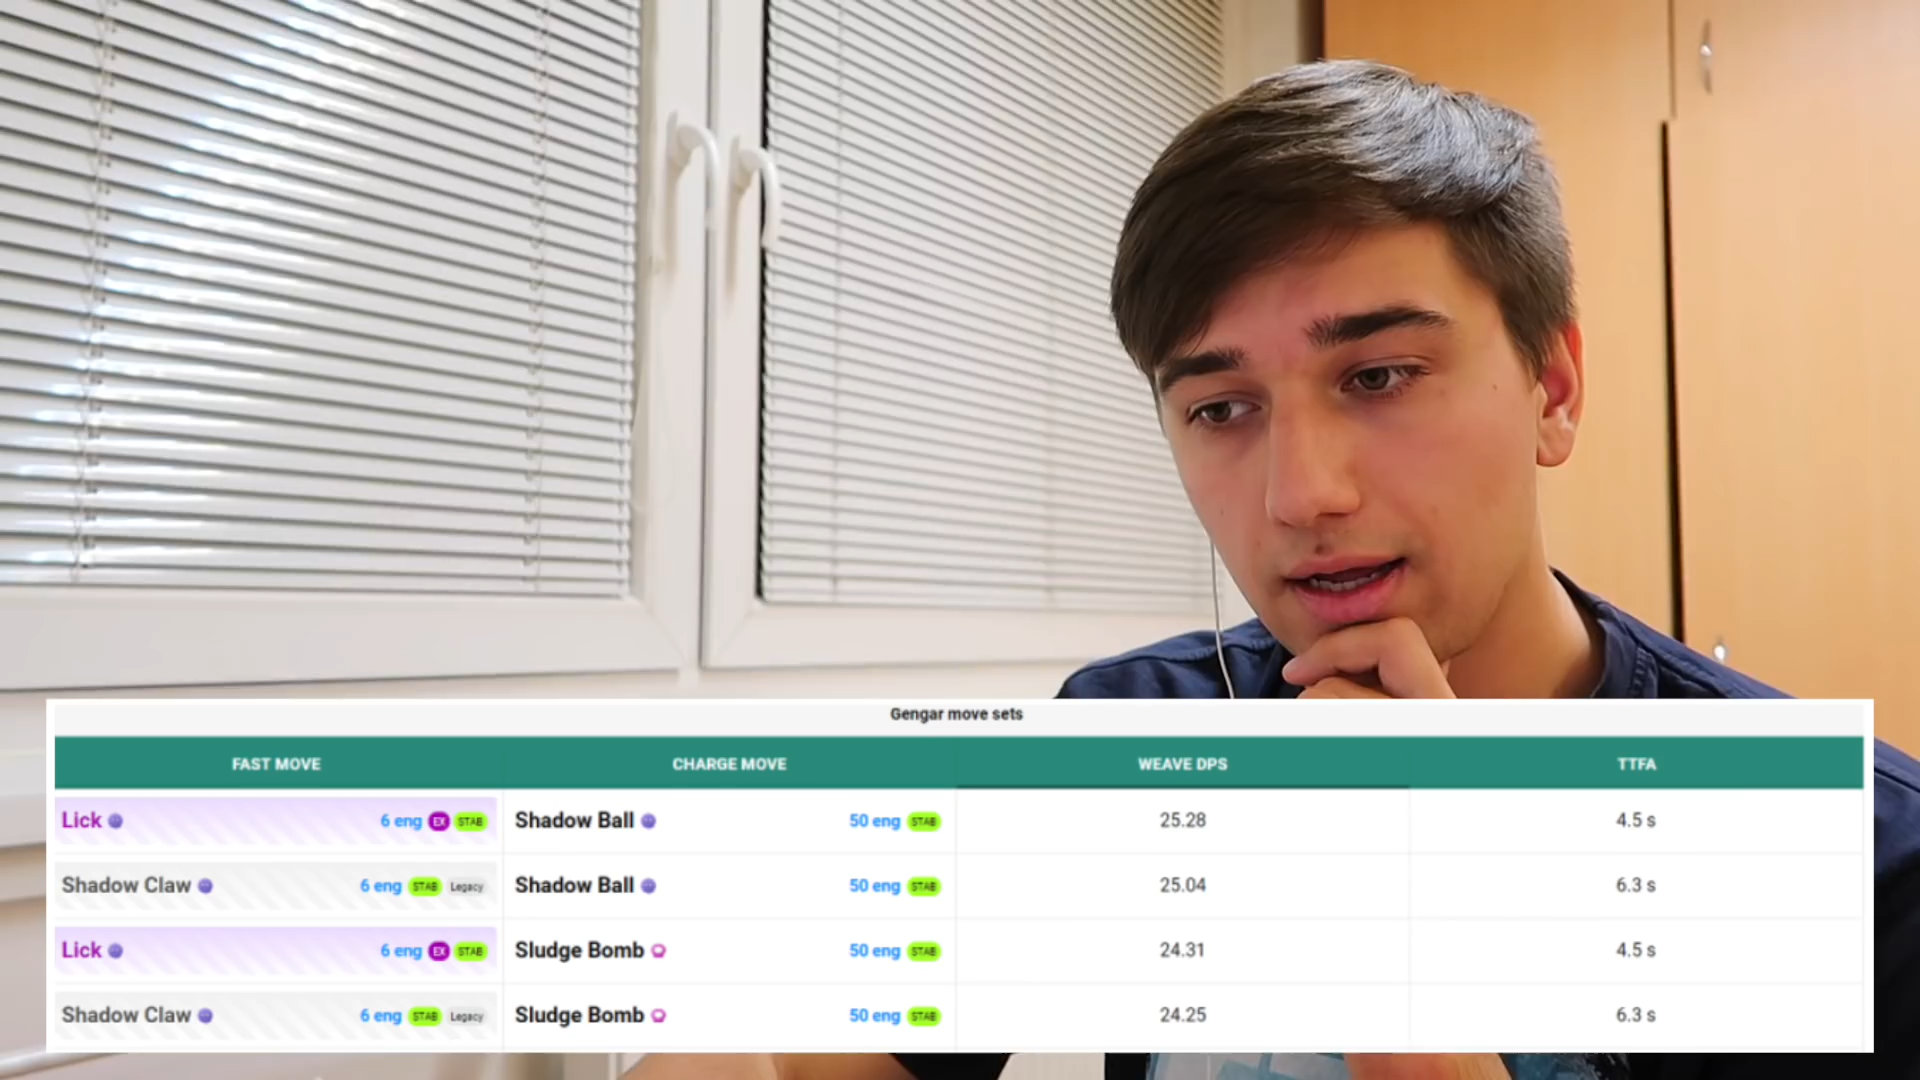 Gengar move sets
FAST MOVE CHARGE MOVE WEAVE DPS TTFA
Lick 6 eng EX STAB Shadow Ball 50 eng STAB 25.28 4.5 s
Shadow Claw 6 eng STAB Legacy Shadow Ball 50 eng STAB 25.04 6.3 s
Lick 6 eng EX STAB Sludge Bomb 50 eng STAB 24.31 4.5 s
Shadow Claw 6 eng STAB Legacy Sludge Bomb 50 eng STAB 24.25 6.3 s